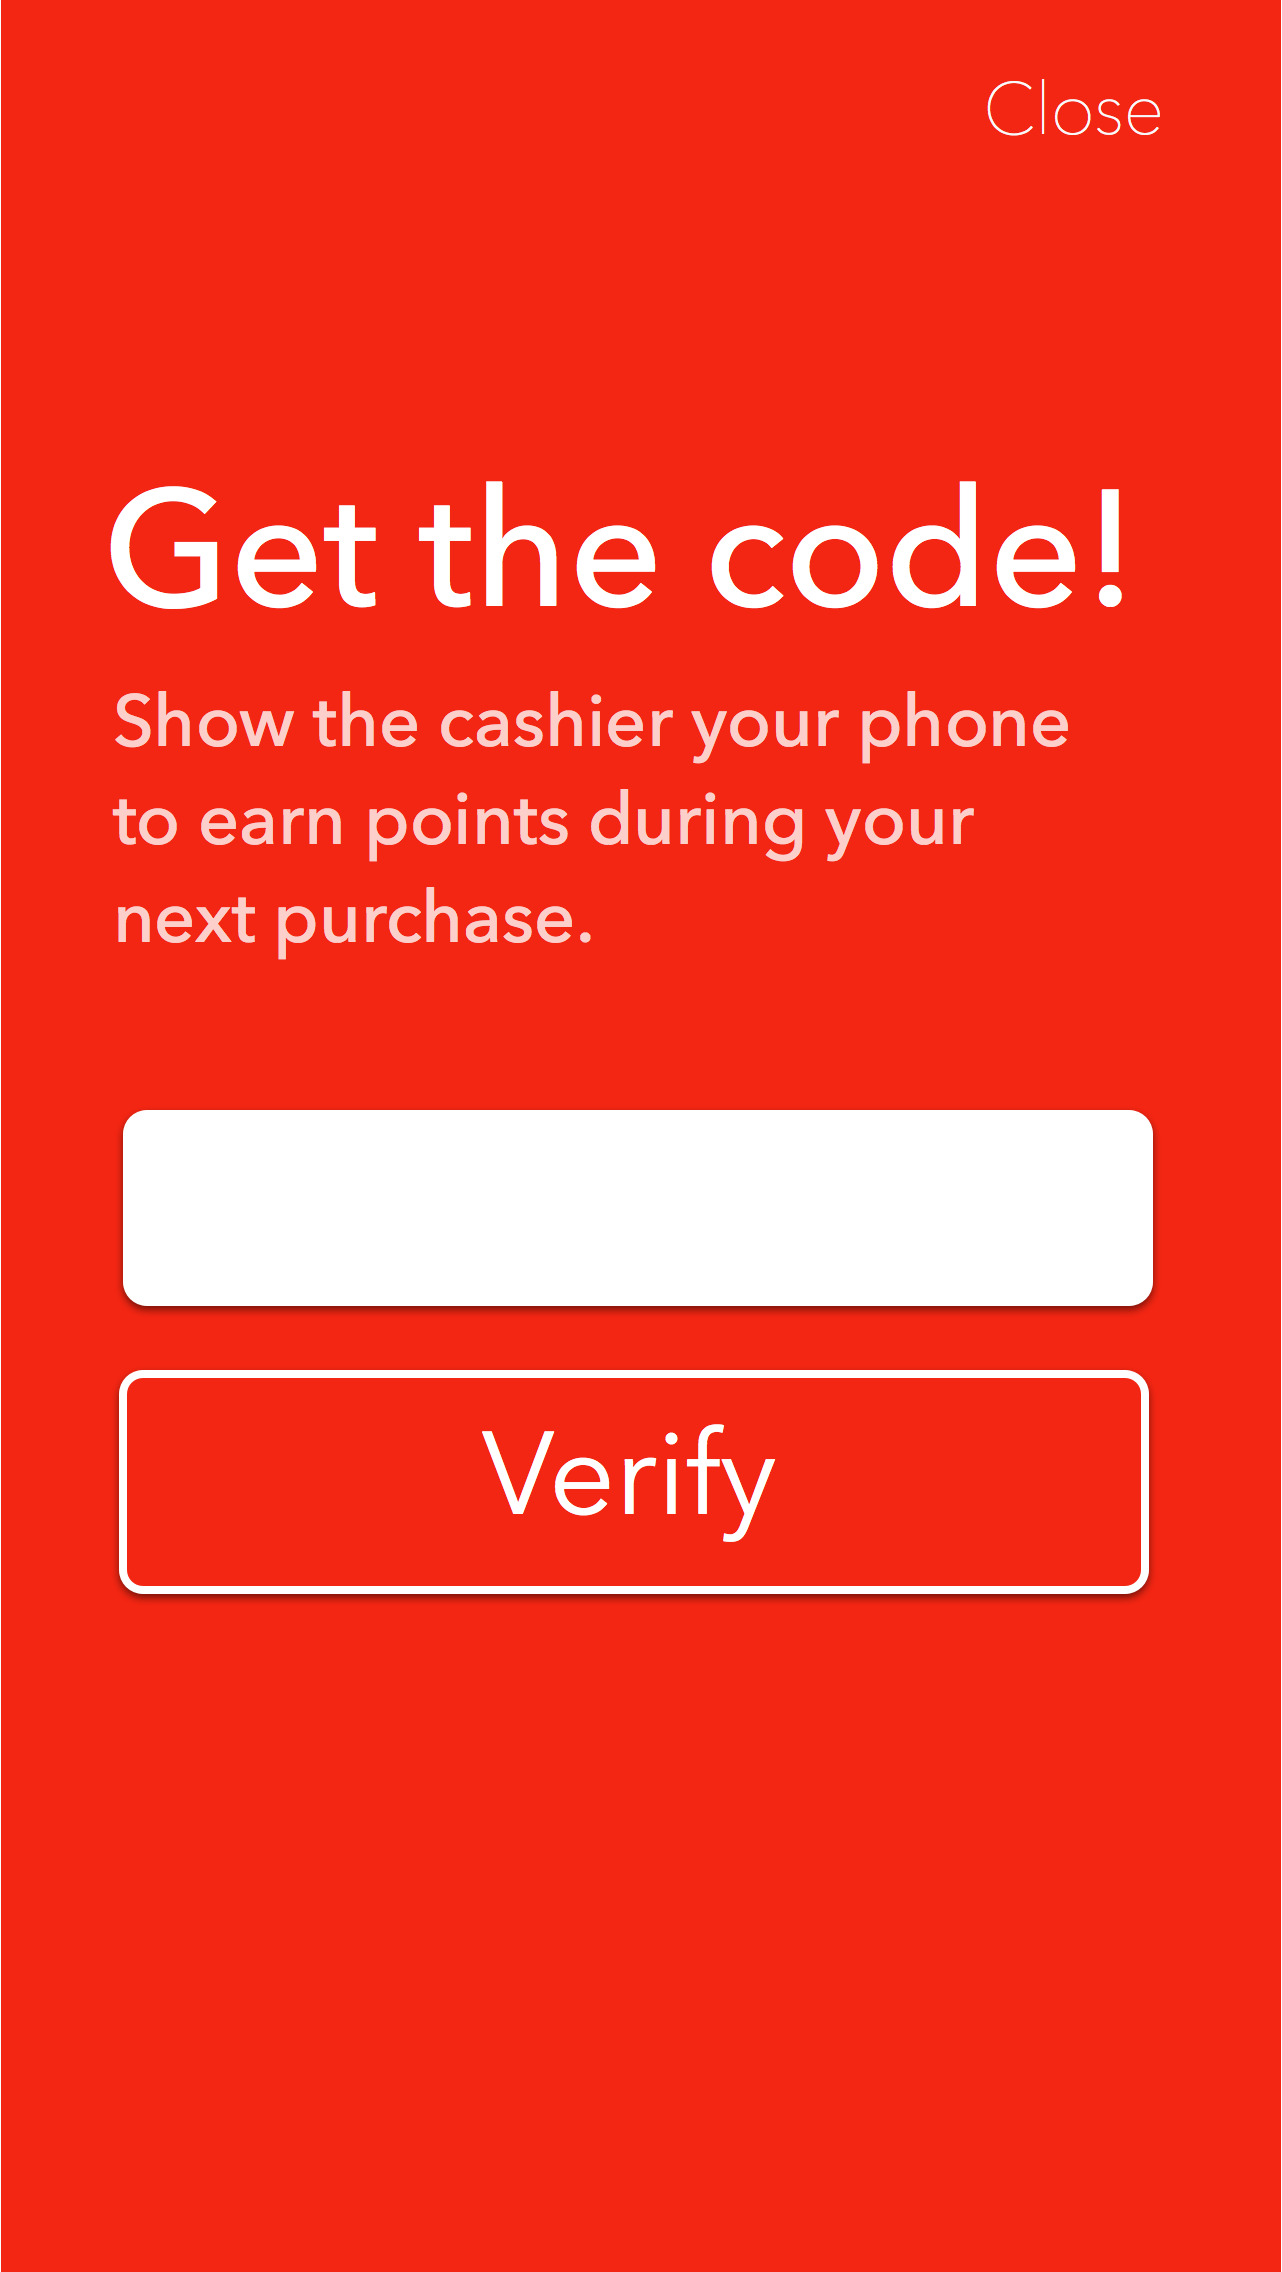 Close
Get the code!
Show the cashier your phone
to earn points during your
next purchase.
Verify